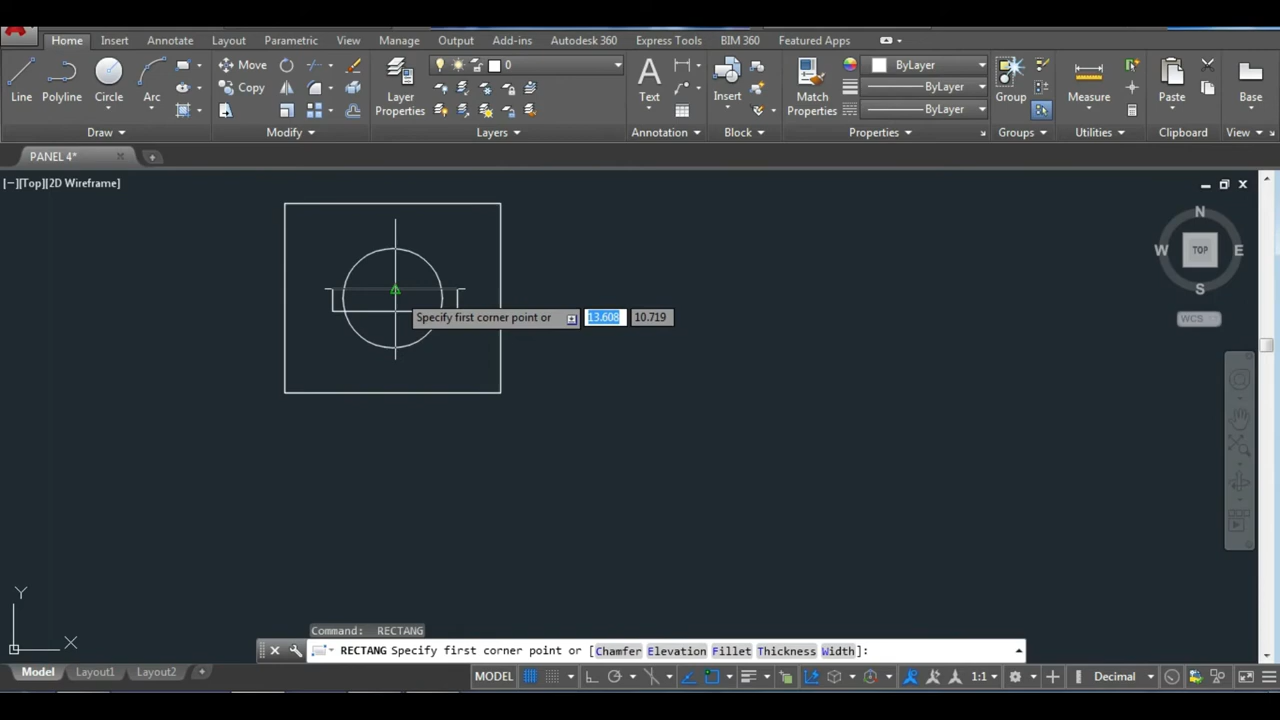 Home Insert Annotate Layout Parametric View Manage Output Add-ins Autodesk 360 Express Tools BIM 360 Featured Apps
Move
Copy
0
ByLayer
ByLayer
ByLayer
Line Polyline Circle Arc
Layer
Properties
Text
Insert
Match
Properties
Group
Measure
Paste
Base
Draw Modify Layers Annotation Block Properties Groups Utilities Clipboard View
PANEL 4*
[−][Top][2D Wireframe]
N
W TOP E
S
WCS
Specify first corner point or 13.608 10.719
Y
X
Command: RECTANG
RECTANG Specify first corner point or [Chamfer Elevation Fillet Thickness Width]:
Model Layout1 Layout2 + MODEL 1:1 Decimal